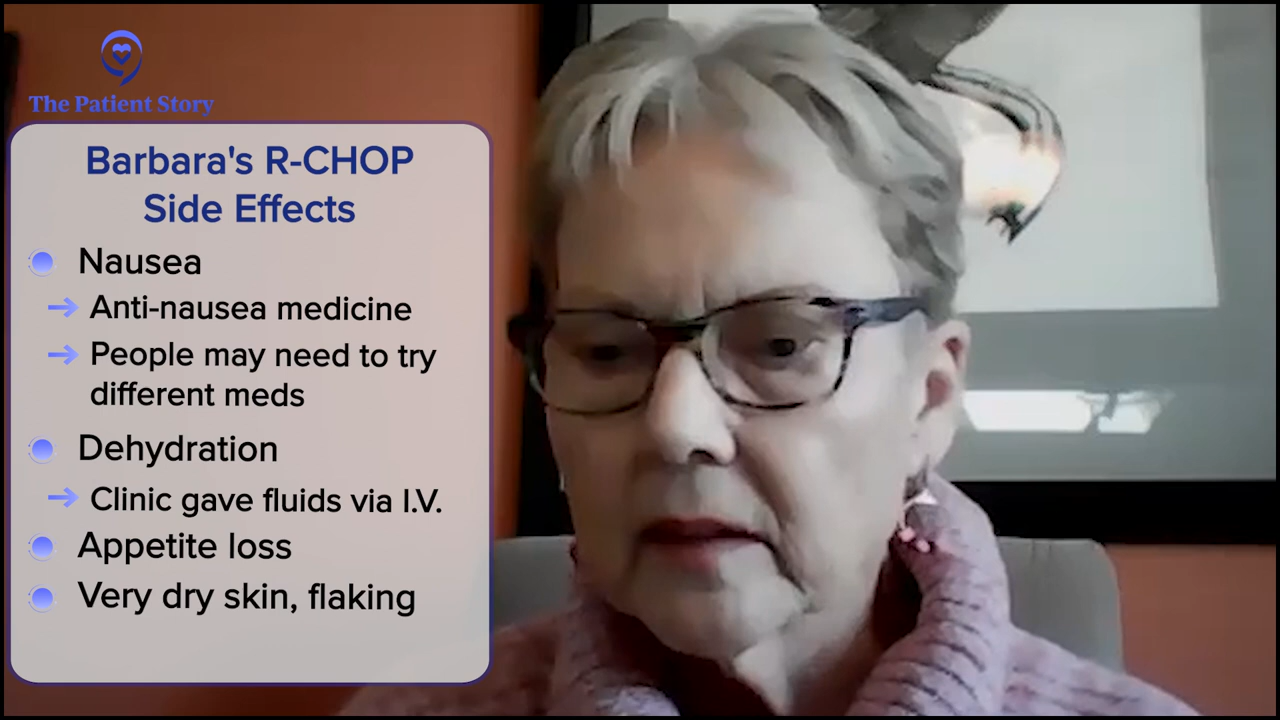 The Patient Story
Barbara's R-CHOP
Side Effects
Nausea
→ Anti-nausea medicine
→ People may need to try
different meds
Dehydration
→ Clinic gave fluids via I.V.
Appetite loss
Very dry skin, flaking